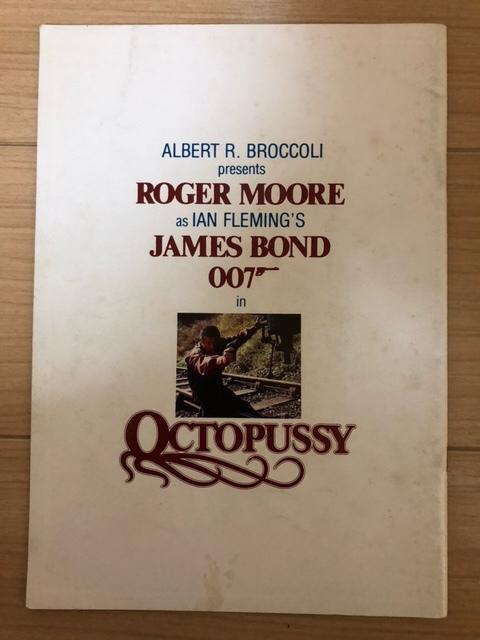 ALBERT R. BROCCOLI
presents
ROGER MOORE
as IAN FLEMING'S
JAMES BOND
007
in
OCTOPUSSY